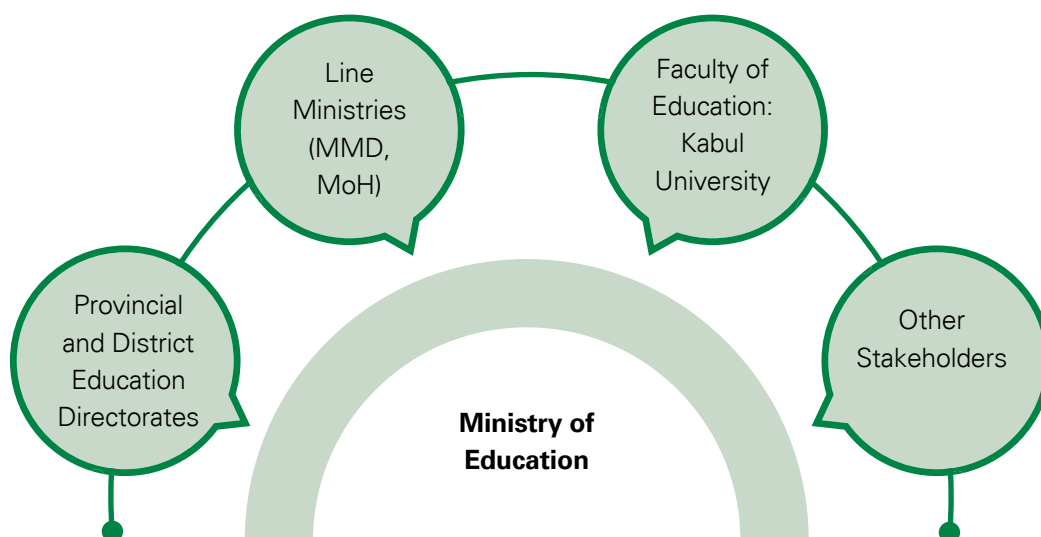 Line
Ministries
(MMD,
MoH)
Faculty of
Education:
Kabul
University
Provincial
and District
Education
Directorates
Other
Stakeholders
Ministry of
Education